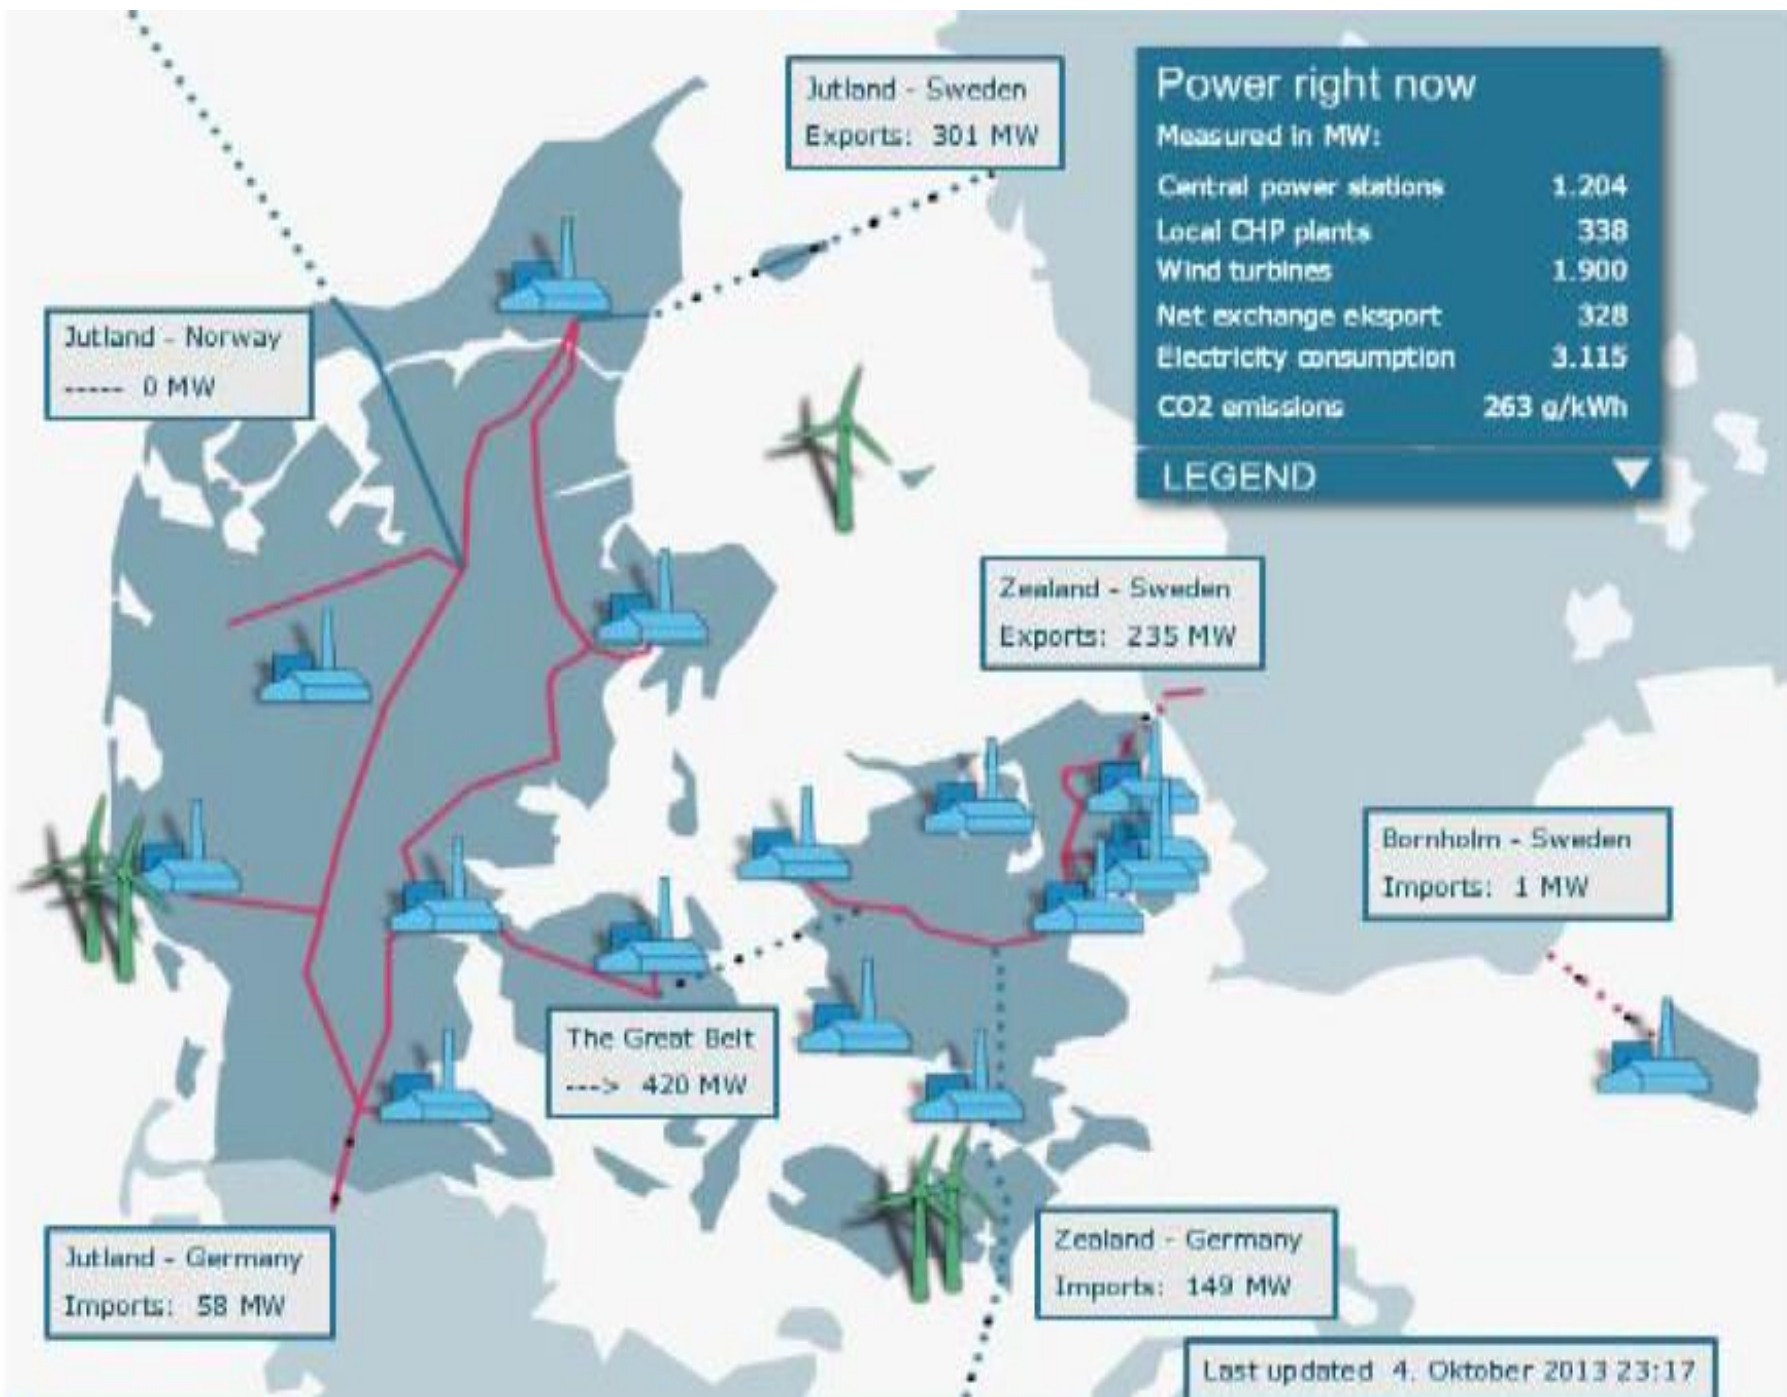 Jutland - Sweden
Exports: 301 MW
Power right now
Measured in MW:
Central power stations 1.204
Local CHP plants 338
Wind turbines 1.900
Net exchange eksport 328
Electricity consumption 3.115
CO2 emissions 263 g/kWh
LEGEND
Jutland - Norway
----- 0 MW
Zealand - Sweden
Exports: 235 MW
Bornholm - Sweden
Imports: 1 MW
The Great Belt
---> 420 MW
Jutland - Germany
Imports: 58 MW
Zealand - Germany
Imports: 149 MW
Last updated 4. Oktober 2013 23:17